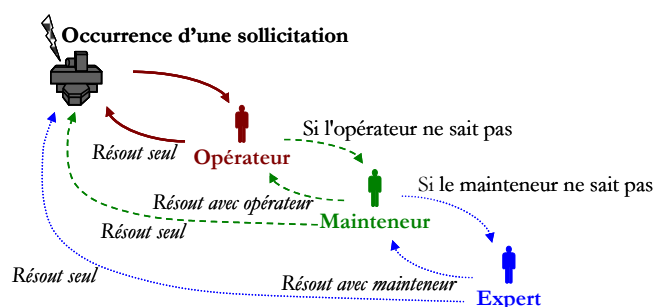 Occurrence d’une sollicitation
Si l'opérateur ne sait pas
Résout seul
Opérateur
Si le mainteneur ne sait pas
Résout avec opérateur
Mainteneur
Résout seul
Résout seul
Résout avec mainteneur
Expert